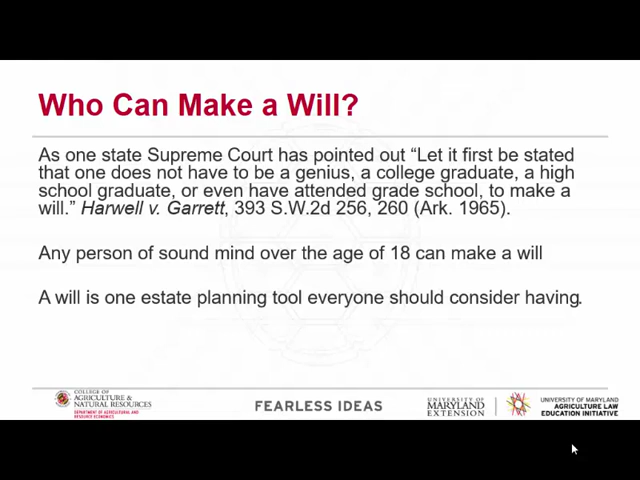 Who Can Make a Will?
As one state Supreme Court has pointed out “Let it first be stated
that one does not have to be a genius, a college graduate, a high
school graduate, or even have attended grade school, to make a
will.” Harwell v. Garrett, 393 S.W.2d 256, 260 (Ark. 1965).
Any person of sound mind over the age of 18 can make a will
A will is one estate planning tool everyone should consider having.
COLLEGE OF
AGRICULTURE &
NATURAL RESOURCES
DEPARTMENT OF AGRICULTURAL AND
RESOURCE ECONOMICS
FEARLESS IDEAS
UNIVERSITY OF
MARYLAND
EXTENSION
UNIVERSITY OF MARYLAND
AGRICULTURE LAW
EDUCATION INITIATIVE